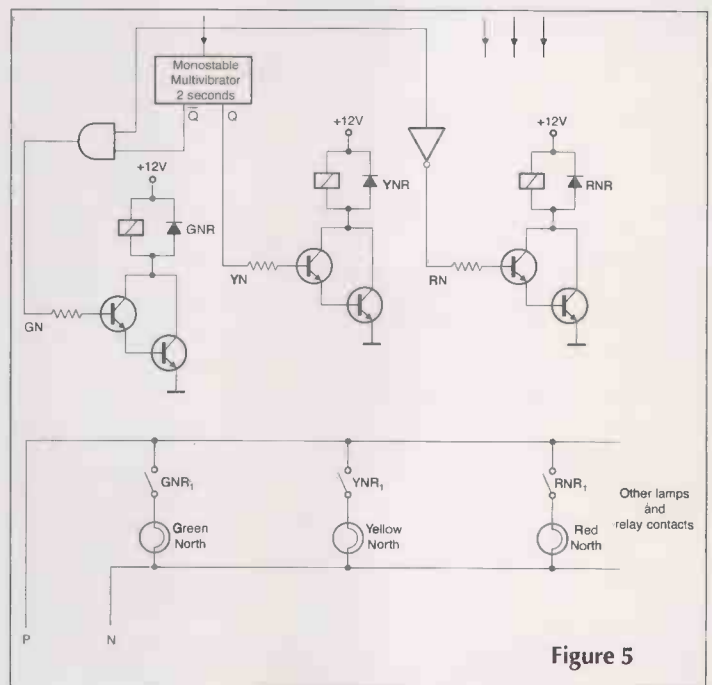 Monostable
Multivibrator
2 seconds
Q̅ Q
+12V
+12V
+12V
YNR
RNR
GNR
YN
RN
GN
GNR₁
YNR₁
RNR₁
Other lamps
and
relay contacts
Green
North
Yellow
North
Red
North
P N
Figure 5